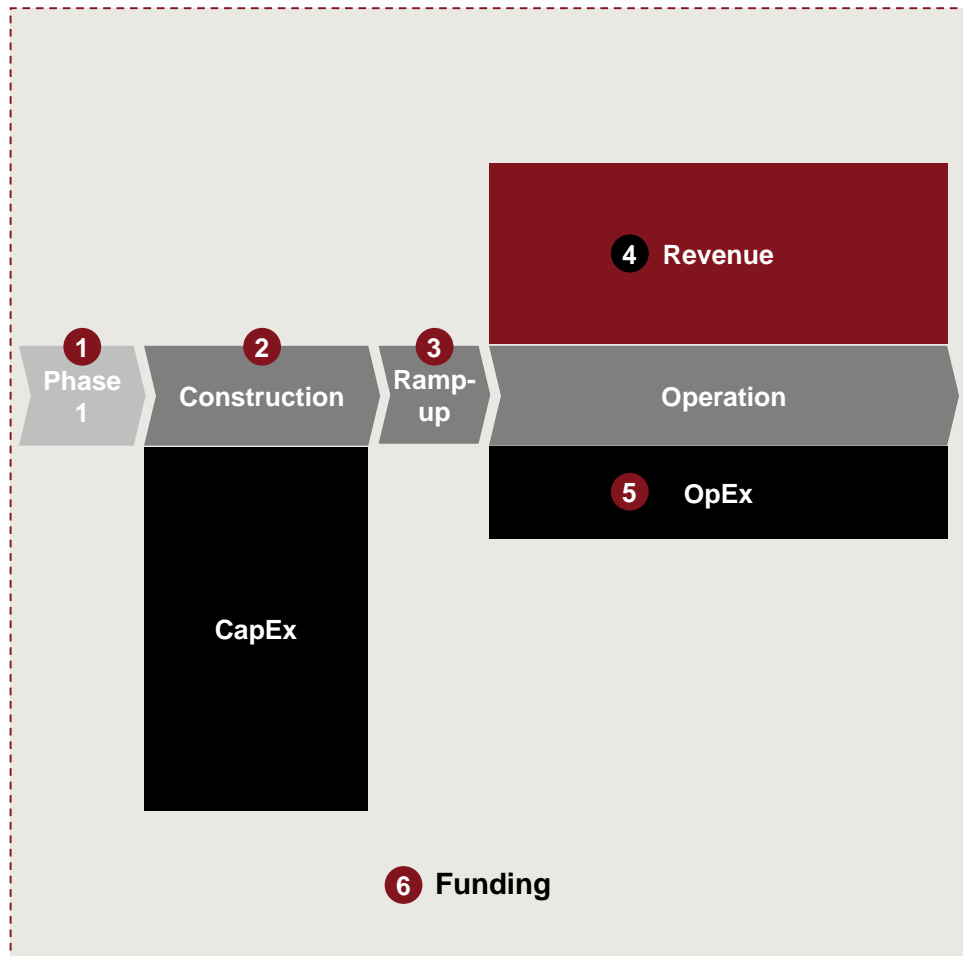 4 Revenue
1
Phase
1
2
Construction
3
Ramp-
up
Operation
5 OpEx
CapEx
6 Funding